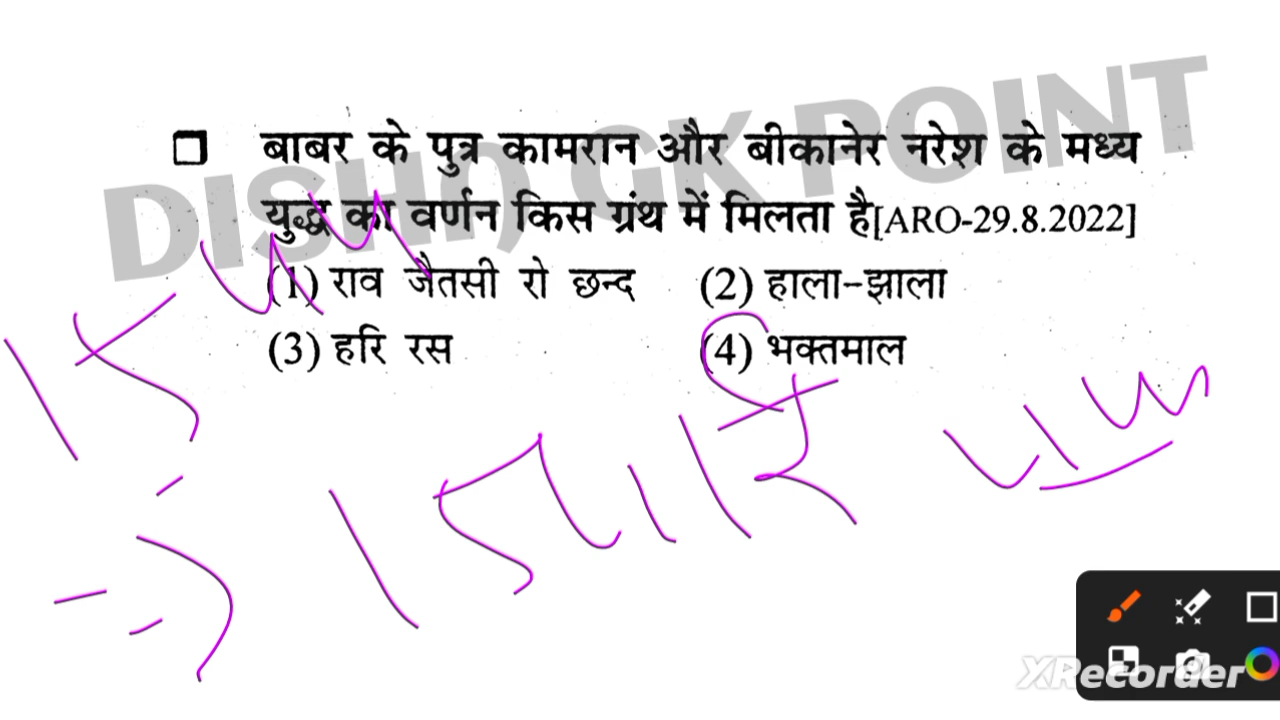 DISHU GK POINT
बाबर के पुत्र कामरान और बीकानेर नरेश के मध्य
युद्ध का वर्णन किस ग्रंथ में मिलता है[ARO-29.8.2022]
(1) राव जैतसी रो छन्द (2) हाला-झाला
(3) हरि रस (4) भक्तमाल
XRecorder